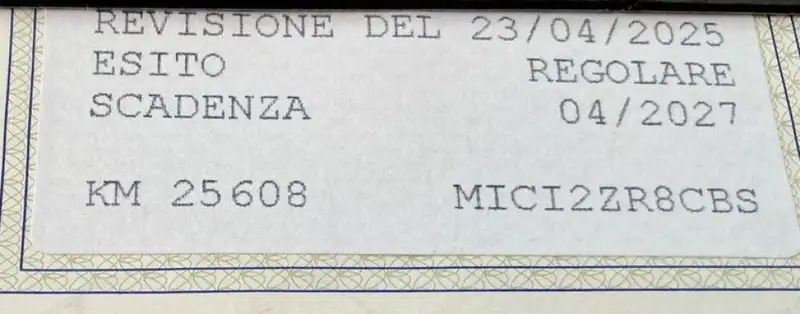 REVISIONE DEL 23/04/2025
ESITO REGOLARE
SCADENZA 04/2027
KM 25608 MICI2ZR8CBS